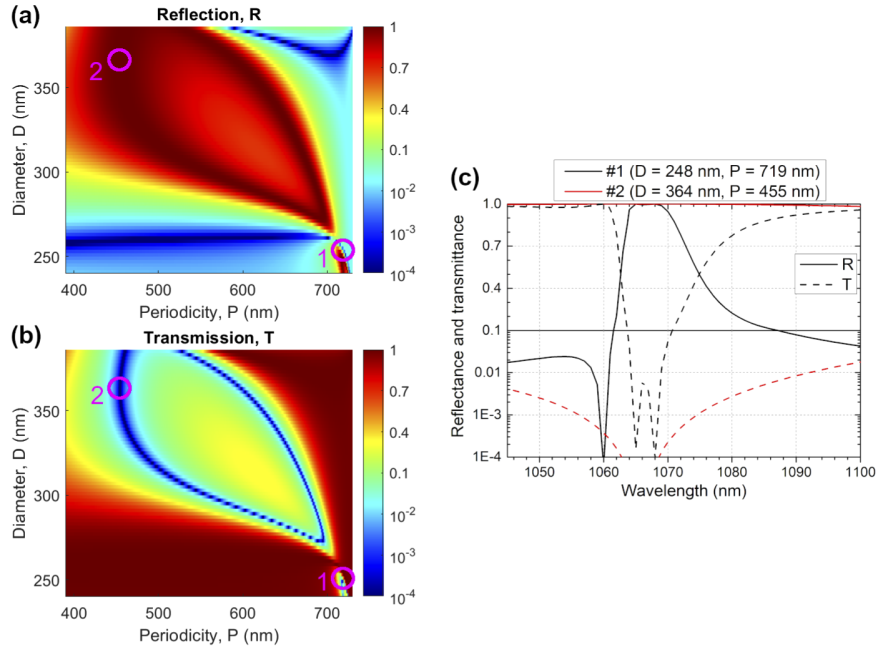 (a)
Reflection, R
Diameter, D (nm)
350
300
250
400
500
600
700
Periodicity, P (nm)
2
1
1
0.7
0.4
0.1
10-2
10-3
10-4
(b)
Transmission, T
Diameter, D (nm)
350
300
250
400
500
600
700
Periodicity, P (nm)
2
1
1
0.7
0.4
0.1
10-2
10-3
10-4
(c)
#1 (D = 248 nm, P = 719 nm)
#2 (D = 364 nm, P = 455 nm)
Reflectance and transmittance
1.0
0.7
0.4
0.1
0.01
1E-3
1E-4
R
T
1050
1060
1070
1080
1090
1100
Wavelength (nm)